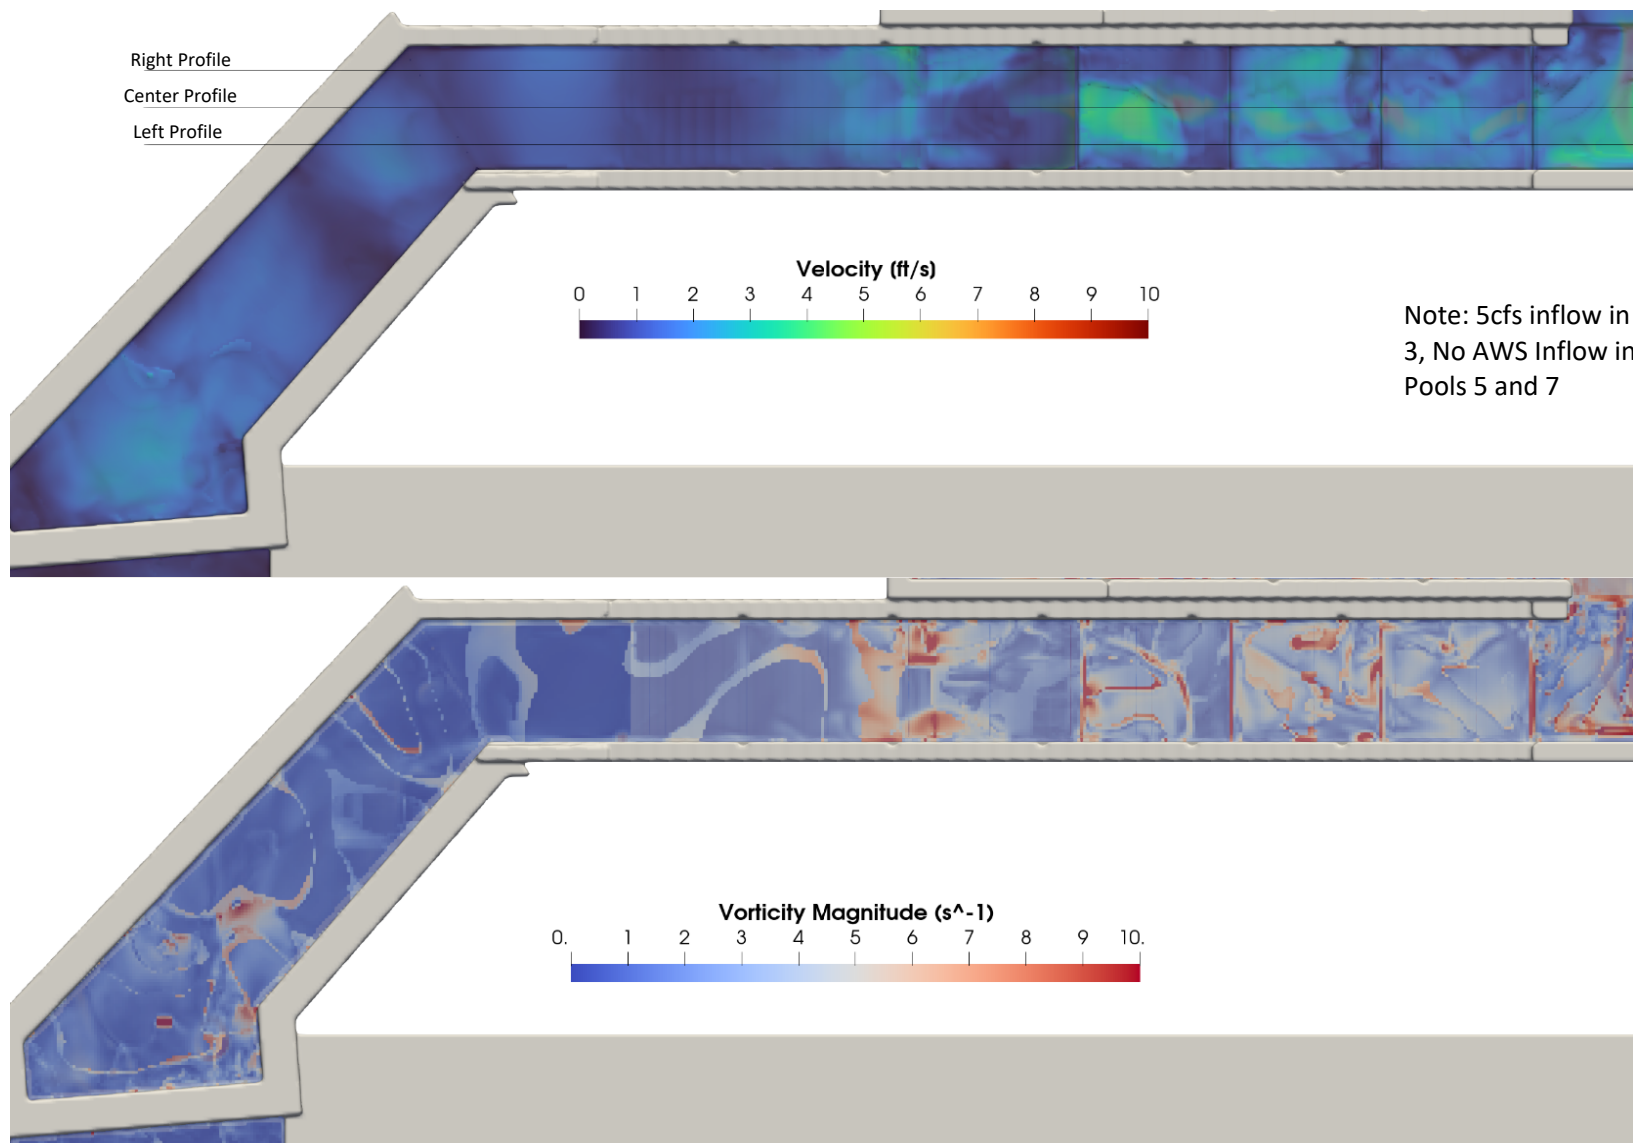 Right Profile
Center Profile
Left Profile
Velocity (ft/s)
0 1 2 3 4 5 6 7 8 9 10
Note: 5cfs inflow in
3, No AWS Inflow in
Pools 5 and 7
Vorticity Magnitude (s^-1)
0. 1 2 3 4 5 6 7 8 9 10.